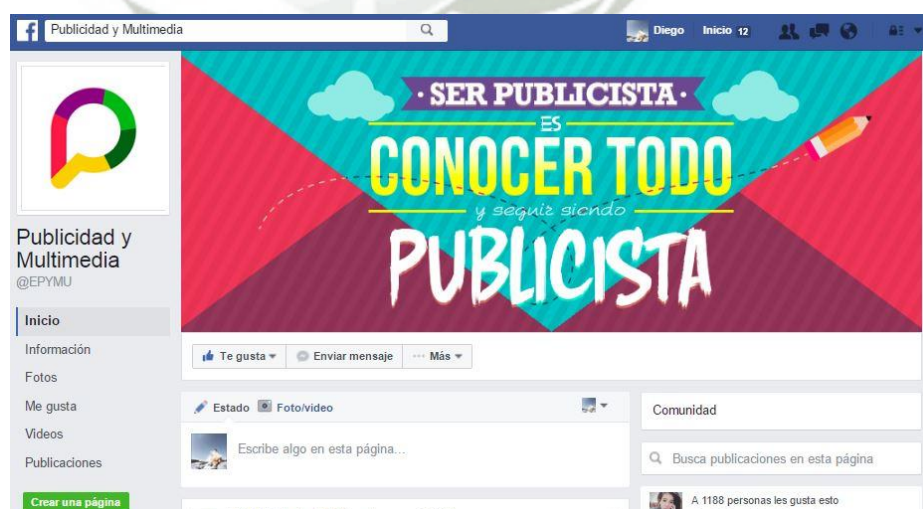 Publicidad y Multimedia
Diego Inicio 12
· SER PUBLICISTA ·
ES
CONOCER TODO
y seguir siendo
PUBLICISTA
Publicidad y
Multimedia
@EPYMU
Inicio
Información
Fotos
Me gusta
Videos
Publicaciones
Crear una página
Te gusta Enviar mensaje ··· Más
Estado Foto/video
Escribe algo en esta página...
Comunidad
Busca publicaciones en esta página
A 1188 personas les gusta esto